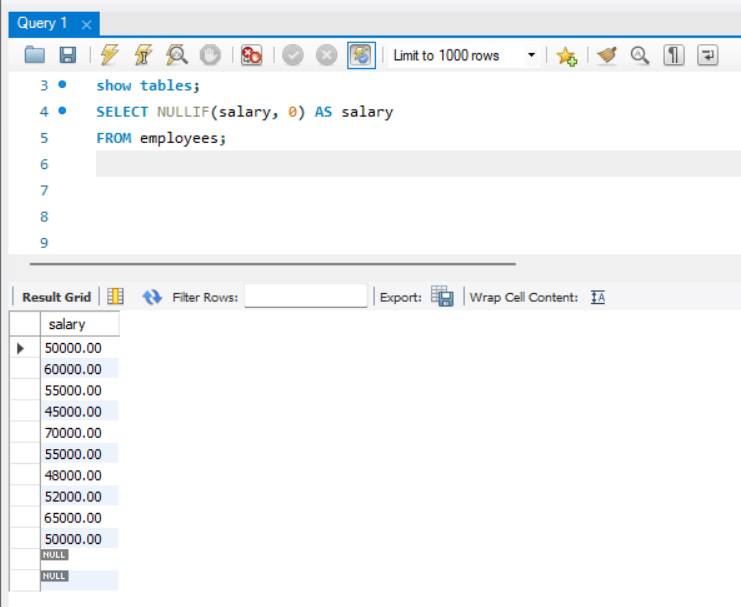 Query 1
Limit to 1000 rows
3 show tables;
4 SELECT NULLIF(salary, 0) AS salary
5 FROM employees;
6
7
8
9
Result Grid Filter Rows: Export: Wrap Cell Content:
salary
50000.00
60000.00
55000.00
45000.00
70000.00
55000.00
48000.00
52000.00
65000.00
50000.00
NULL
NULL